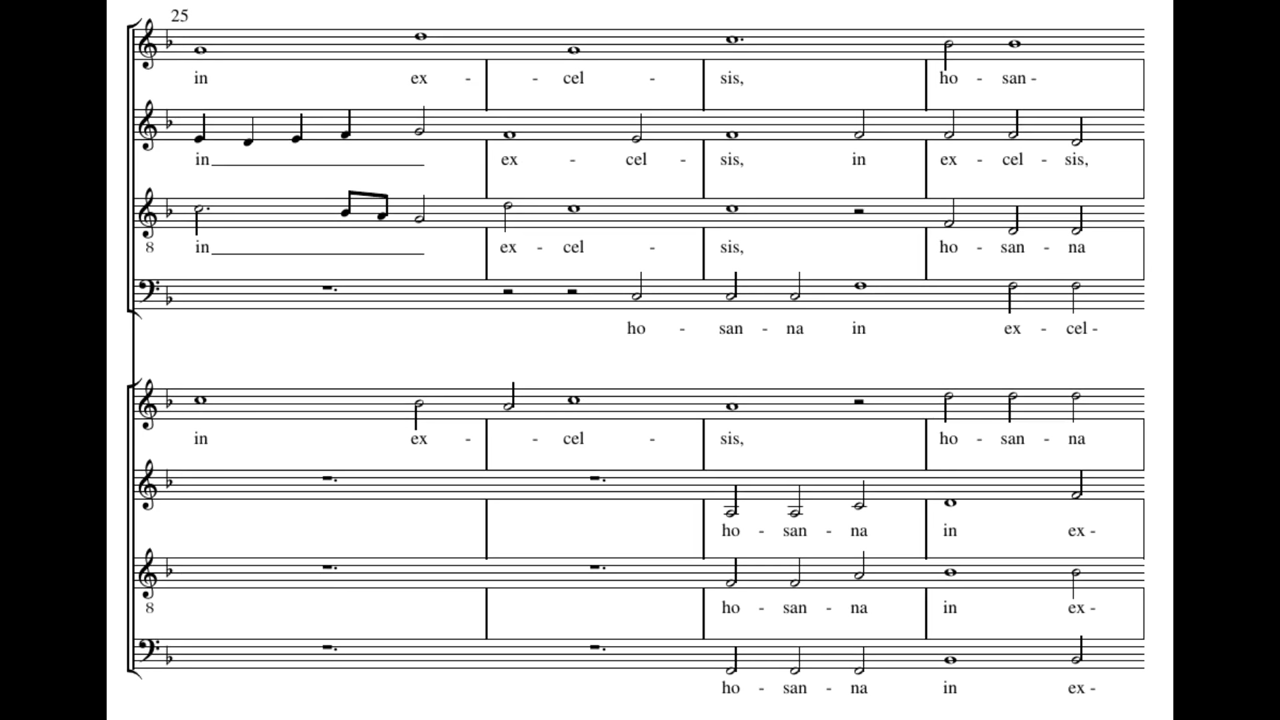 25
in ex - - cel - sis, ho - san -
in ex - cel - sis, in ex - cel - sis,
8 in ex - cel - sis, ho - san - na
ho - san - na in ex - cel -
in ex - - cel - sis, ho - san - na
ho - san - na in ex -
8 ho - san - na in ex -
ho - san - na in ex -